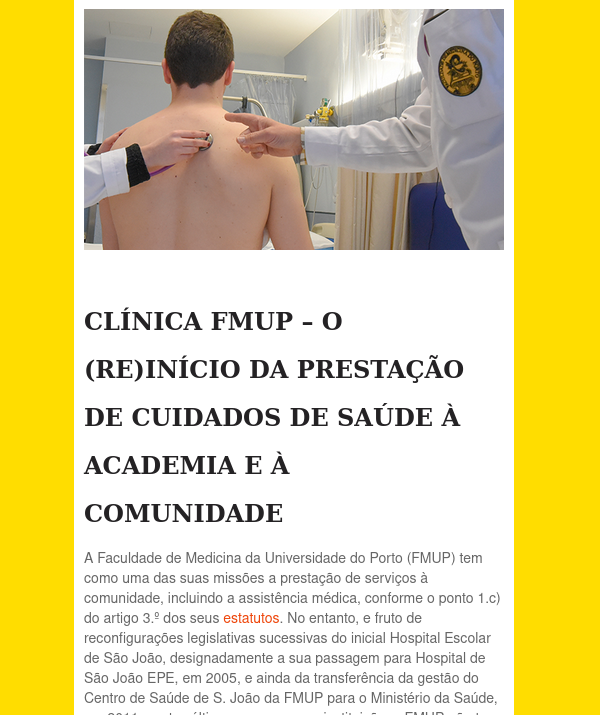 CLÍNICA FMUP – O
(RE)INÍCIO DA PRESTAÇÃO
DE CUIDADOS DE SAÚDE À
ACADEMIA E À
COMUNIDADE
A Faculdade de Medicina da Universidade do Porto (FMUP) tem
como uma das suas missões a prestação de serviços à
comunidade, incluindo a assistência médica, conforme o ponto 1.c)
do artigo 3.º dos seus estatutos. No entanto, e fruto de
reconfigurações legislativas sucessivas do inicial Hospital Escolar
de São João, designadamente a sua passagem para Hospital de
São João EPE, em 2005, e ainda da transferência da gestão do
Centro de Saúde de S. João da FMUP para o Ministério da Saúde,